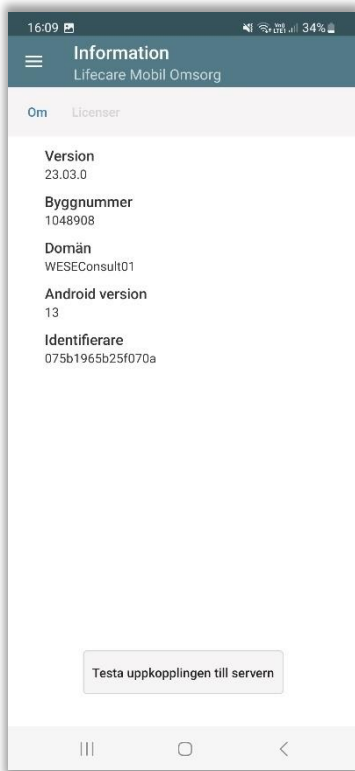 16:09 34%
Information
Lifecare Mobil Omsorg
Om Licenser
Version
23.03.0
Byggnummer
1048908
Domän
WESEConsult01
Android version
13
Identifierare
075b1965b25f070a
Testa uppkopplingen till servern